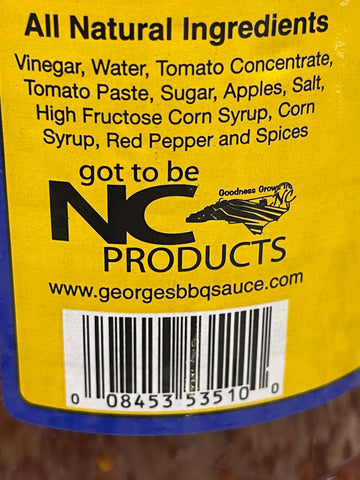 All Natural Ingredients
Vinegar, Water, Tomato Concentrate,
Tomato Paste, Sugar, Apples, Salt,
High Fructose Corn Syrup, Corn
Syrup, Red Pepper and Spices
got to be
NC
Goodness Grows in
NC
PRODUCTS
www.georgesbbqsauce.com
0 08453 53510 0